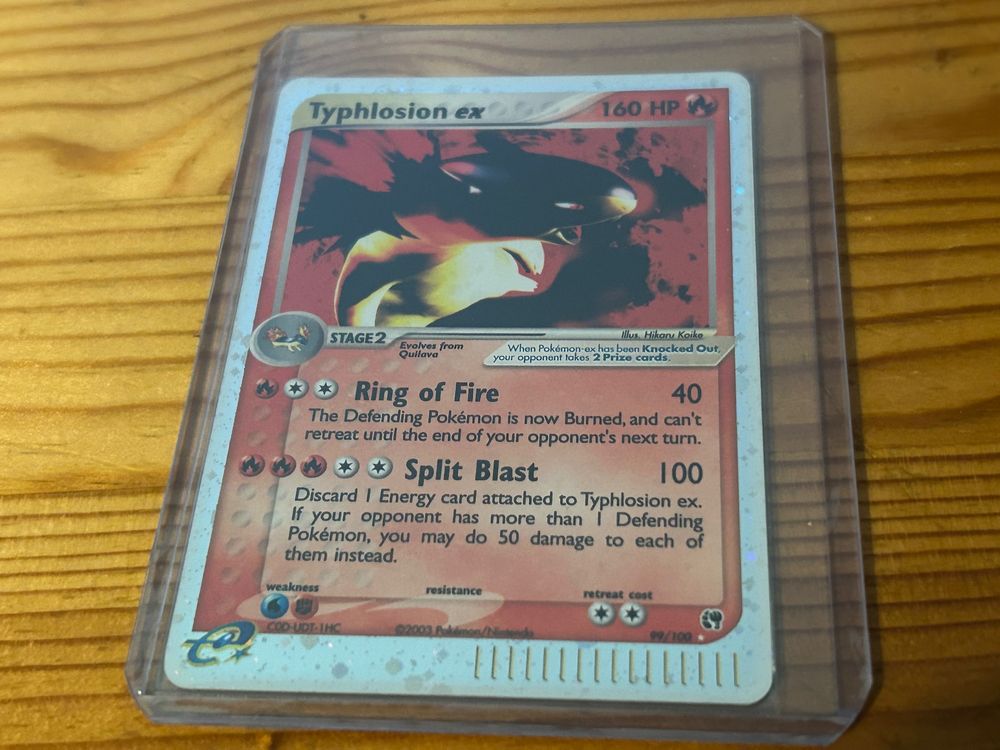 Typhlosion ex 160 HP
STAGE2
Evolves from
Quilava
Illus. Hikaru Koike
When Pokémon-ex has been Knocked Out,
your opponent takes 2 Prize cards.
Ring of Fire 40
The Defending Pokémon is now Burned, and can't
retreat until the end of your opponent's next turn.
Split Blast 100
Discard 1 Energy card attached to Typhlosion ex.
If your opponent has more than 1 Defending
Pokémon, you may do 50 damage to each of
them instead.
weakness resistance retreat cost
C0D-UDT-1HC ©2003 Pokémon/Nintendo 99/100
e